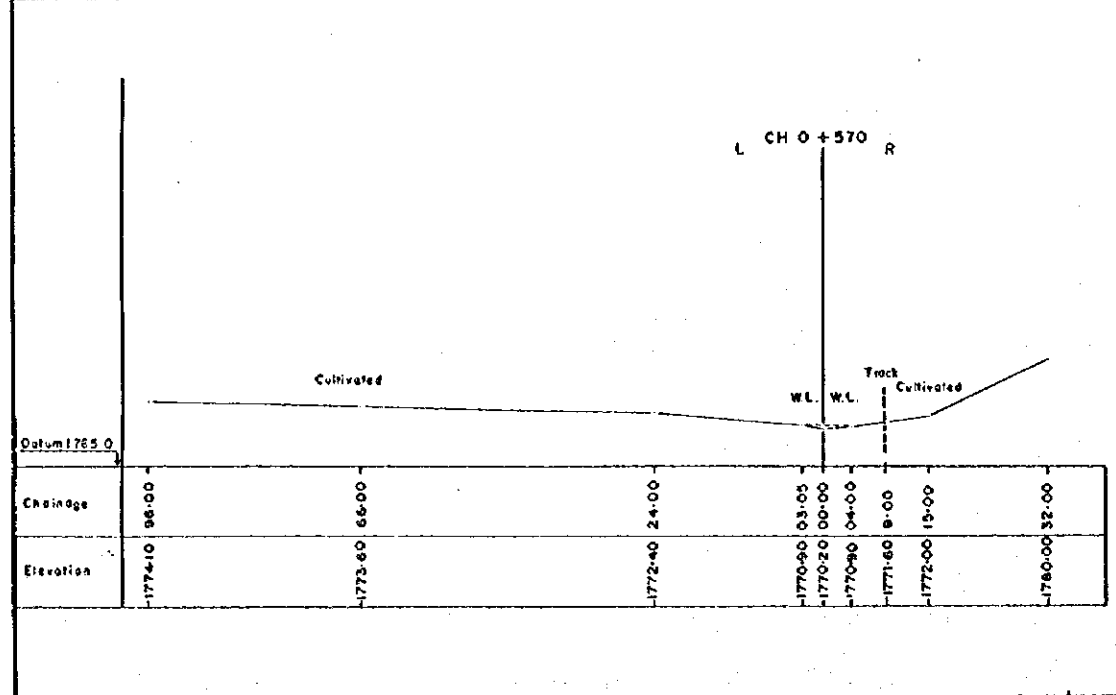 CH 0 + 570
L R
Track
Cultivated Cultivated
W.L. W.L.
Datum 1765.0
Chainage 96.00 66.00 24.00 03.05 00.00 04.00 9.00 15.00 32.00
Elevation 1774.10 1773.60 1772.40 1770.90 1770.20 1770.90 1771.60 1772.00 1780.00